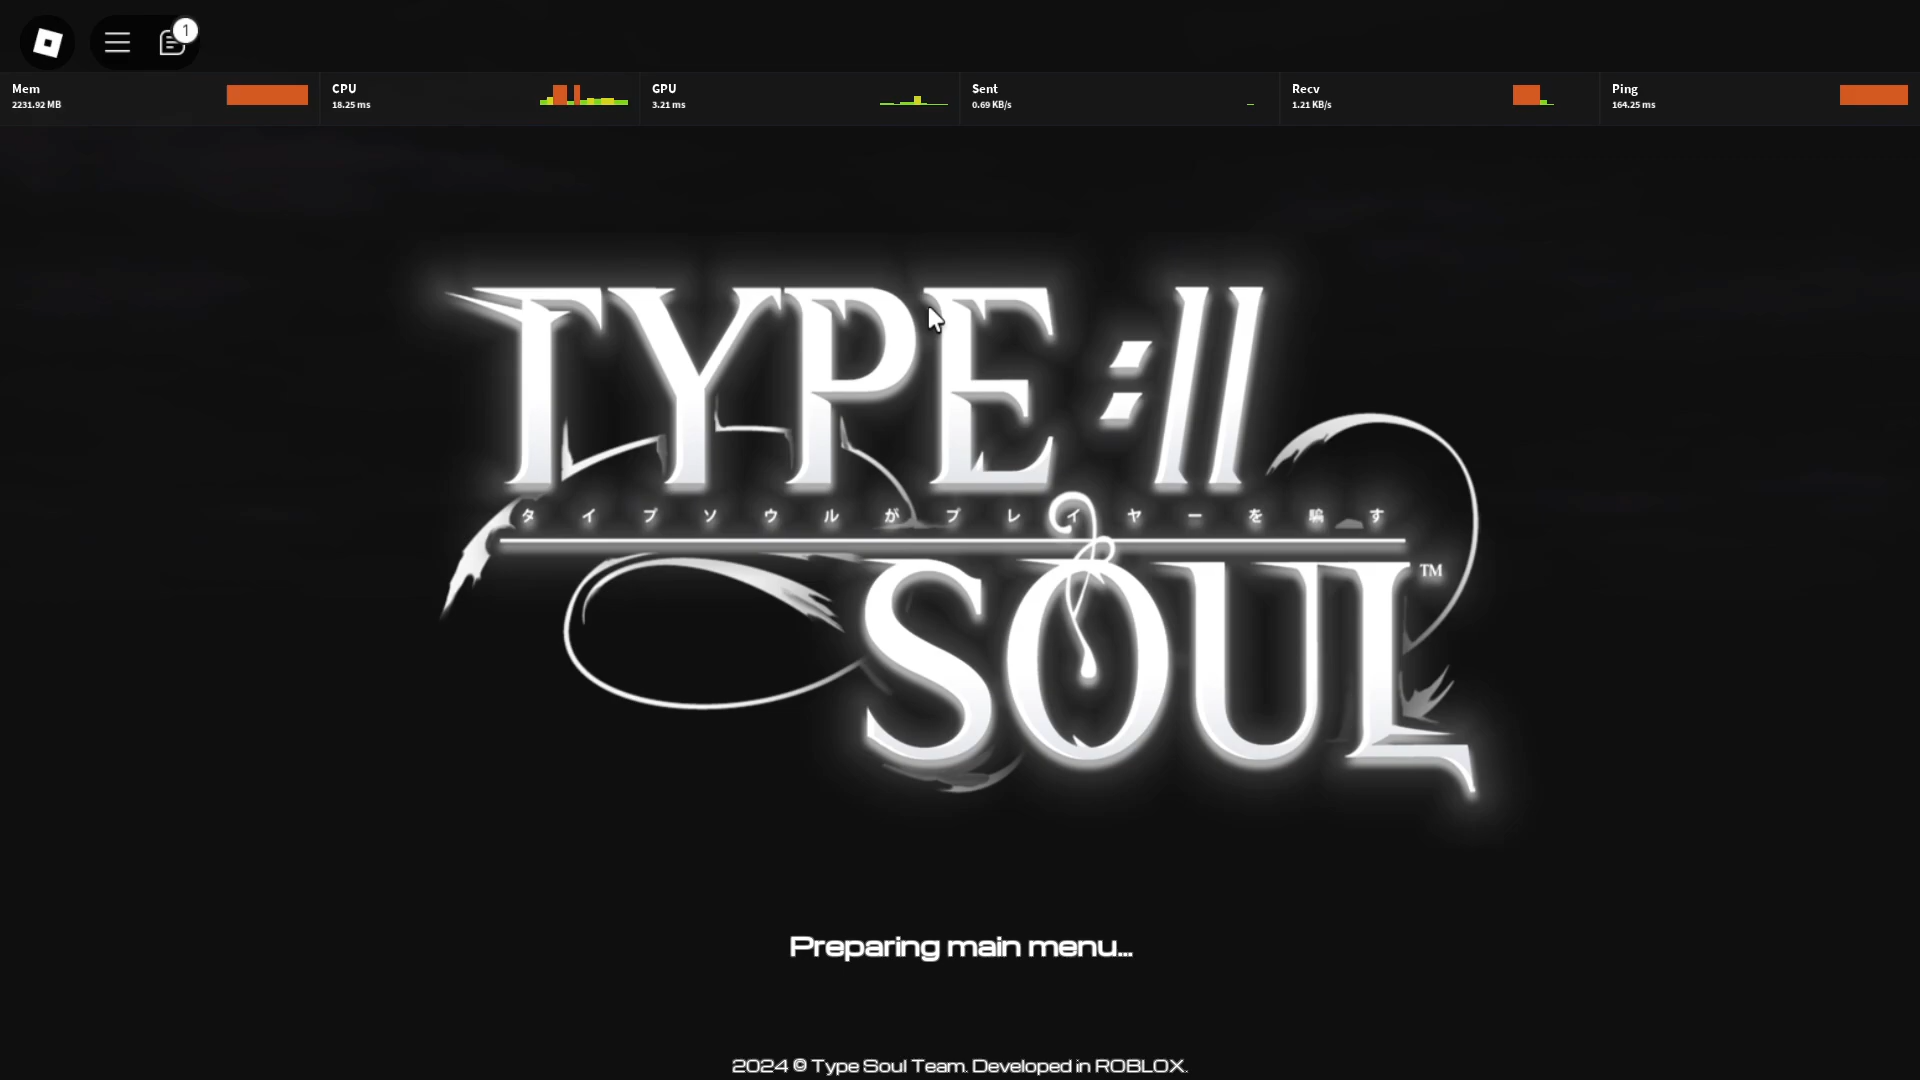 1
Mem
2231.92 MB
CPU
18.25 ms
GPU
3.21 ms
Sent
0.69 KB/s
Recv
1.21 KB/s
Ping
164.25 ms
TYPE://
タイプソウルがプレイヤーを騙す
SOUL™
Preparing main menu...
2024 © Type Soul Team. Developed in ROBLOX.